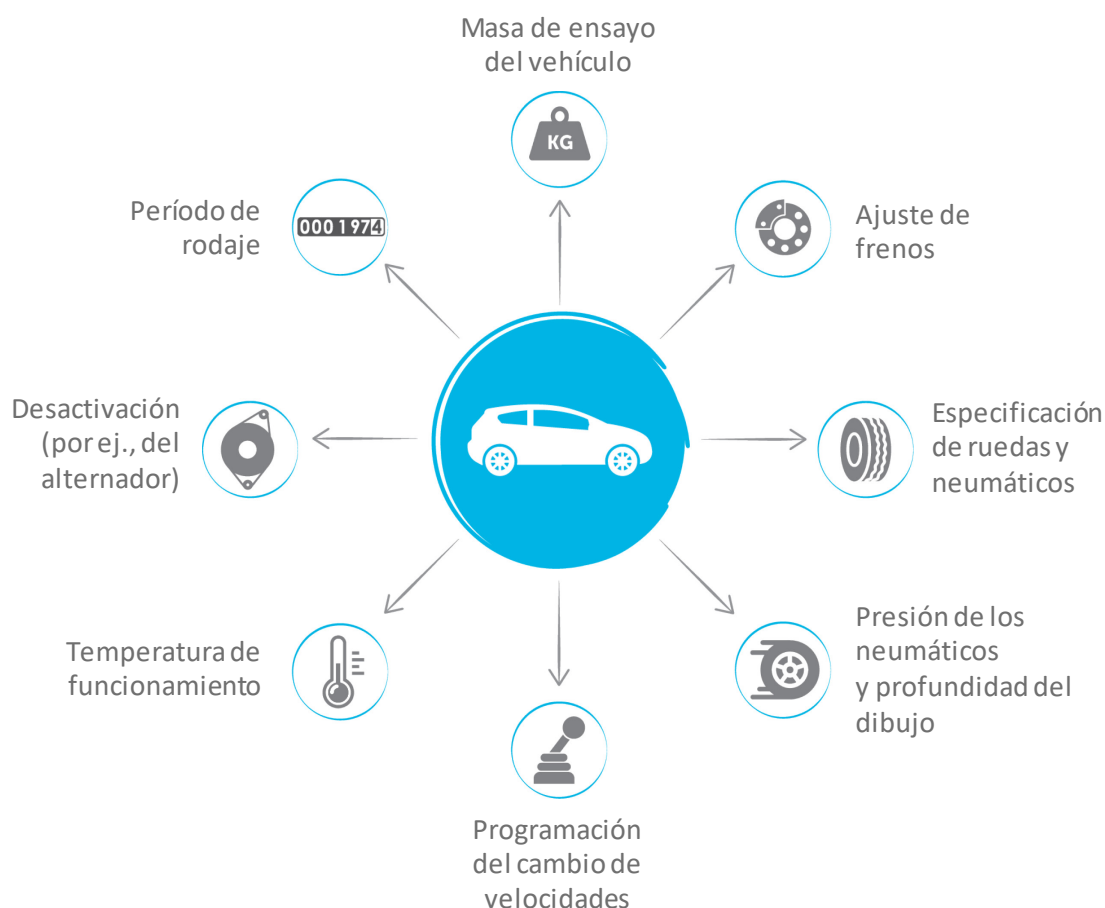 Masa de ensayo
del vehículo
KG
Período de
rodaje
0001974
Ajuste de
frenos
Desactivación
(por ej., del
alternador)
Especificación
de ruedas y
neumáticos
Temperatura de
funcionamiento
Presión de los
neumáticos
y profundidad del
dibujo
Programación
del cambio de
velocidades